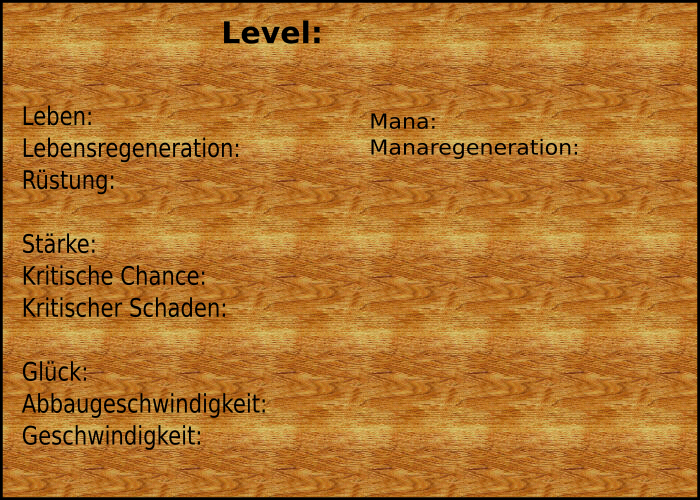 Level:
Leben:
Lebensregeneration:
Rüstung:
Mana:
Manaregeneration:
Stärke:
Kritische Chance:
Kritischer Schaden:
Glück:
Abbaugeschwindigkeit:
Geschwindigkeit: